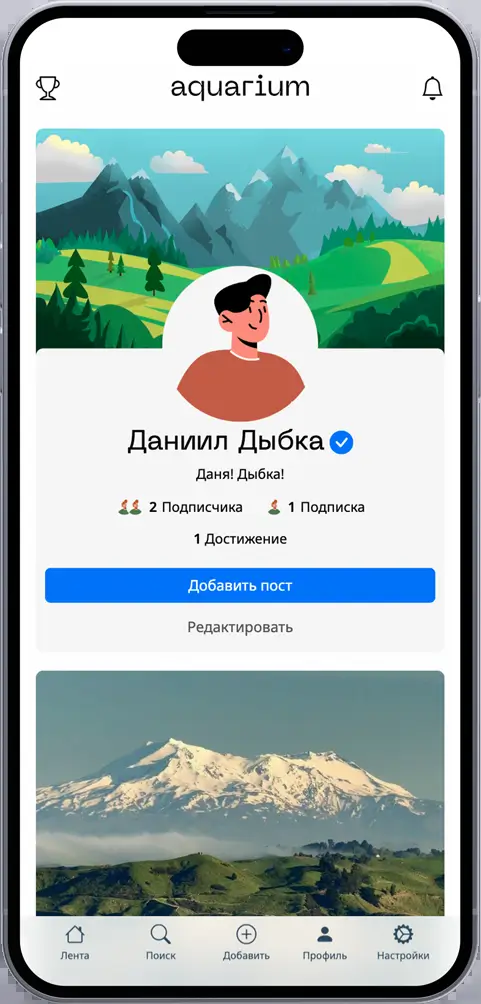 aquarium
Даниил Дыбка
Даня! Дыбка!
2 Подписчика 1 Подписка
1 Достижение
Добавить пост
Редактировать
Лента Поиск Добавить Профиль Настройки